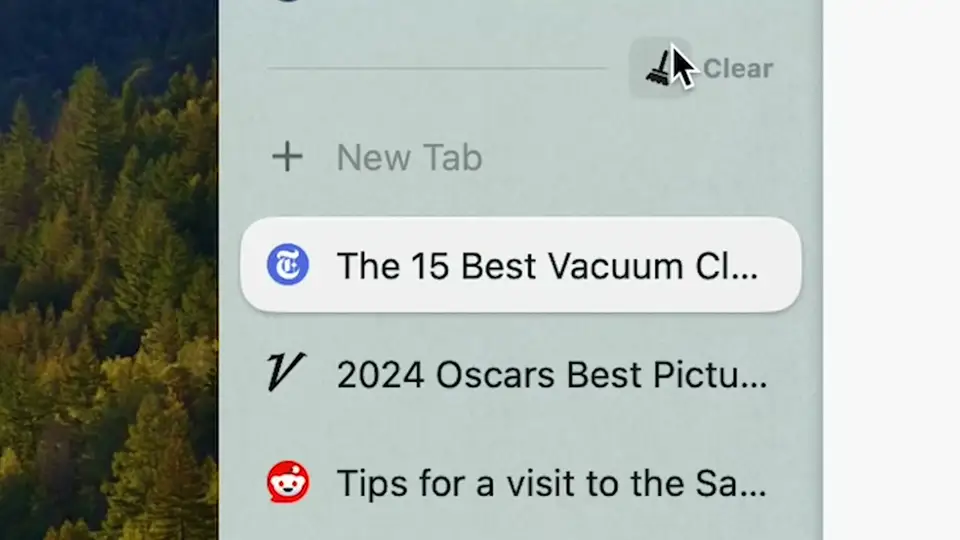 Clear
New Tab
The 15 Best Vacuum Cl...
2024 Oscars Best Pictu...
Tips for a visit to the Sa...